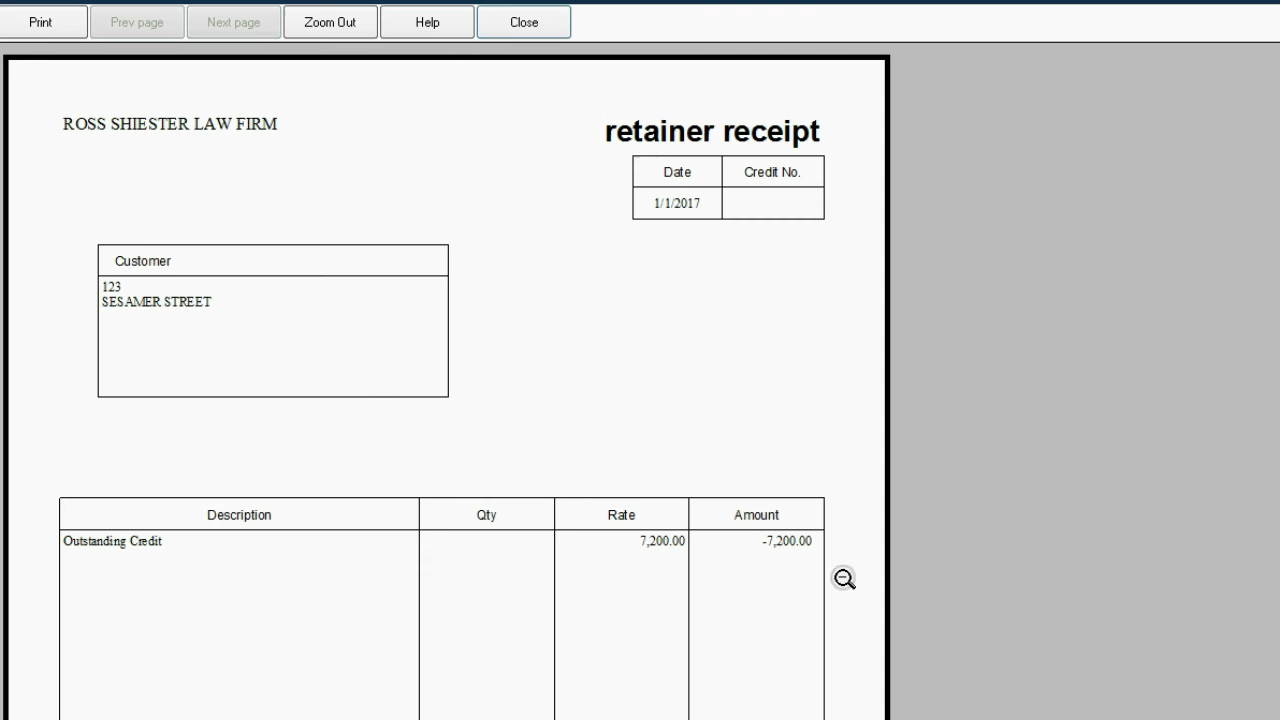 Print Prev page Next page Zoom Out Help Close
ROSS SHIESTER LAW FIRM
retainer receipt
Date Credit No.
1/1/2017
Customer
123
SESAMER STREET
Description Qty Rate Amount
Outstanding Credit 7,200.00 -7,200.00